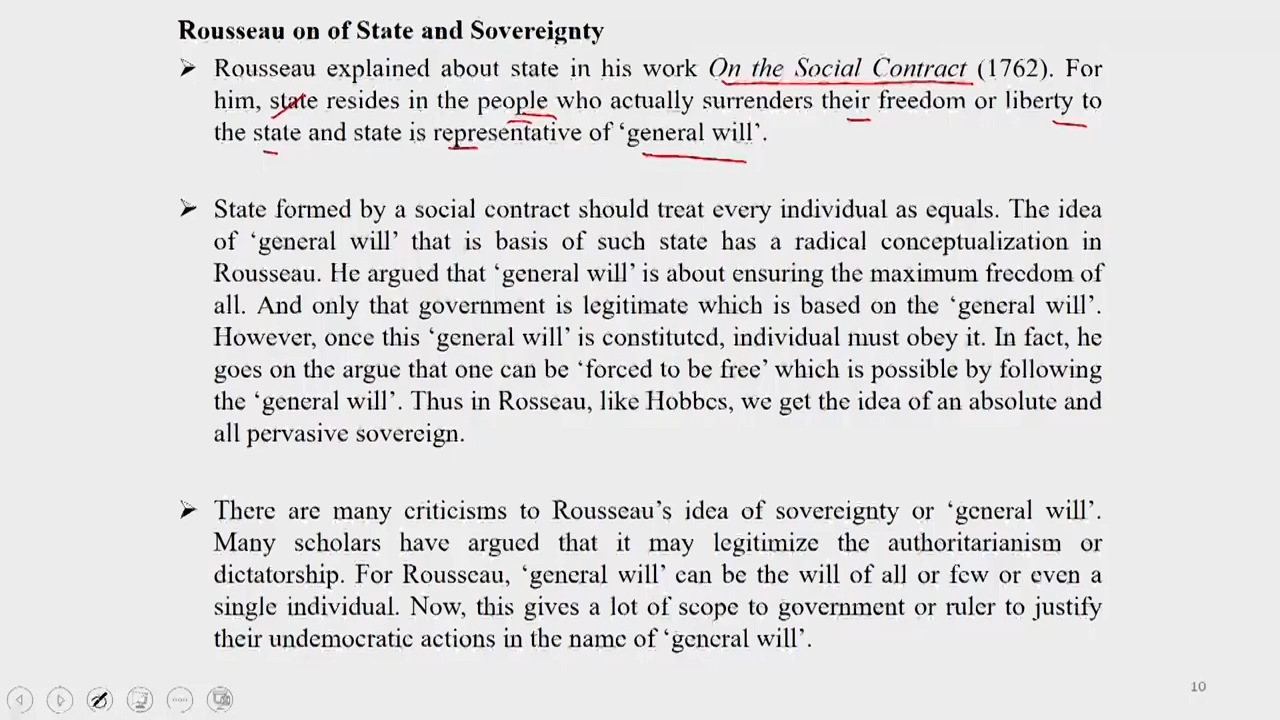 Rousseau on of State and Sovereignty
➢ Rousseau explained about state in his work On the Social Contract (1762). For
him, state resides in the people who actually surrenders their freedom or liberty to
the state and state is representative of ‘general will’.
➢ State formed by a social contract should treat every individual as equals. The idea
of ‘general will’ that is basis of such state has a radical conceptualization in
Rousseau. He argued that ‘general will’ is about ensuring the maximum freedom of
all. And only that government is legitimate which is based on the ‘general will’.
However, once this ‘general will’ is constituted, individual must obey it. In fact, he
goes on the argue that one can be ‘forced to be free’ which is possible by following
the ‘general will’. Thus in Rosseau, like Hobbes, we get the idea of an absolute and
all pervasive sovereign.
➢ There are many criticisms to Rousseau’s idea of sovereignty or ‘general will’.
Many scholars have argued that it may legitimize the authoritarianism or
dictatorship. For Rousseau, ‘general will’ can be the will of all or few or even a
single individual. Now, this gives a lot of scope to government or ruler to justify
their undemocratic actions in the name of ‘general will’.
10